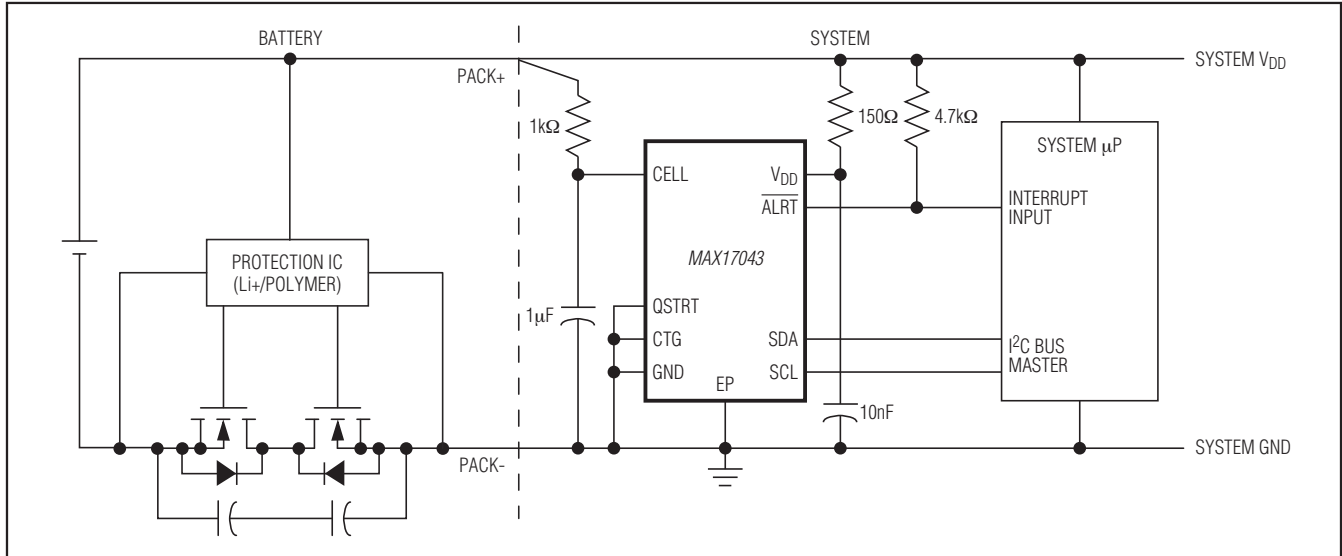 BATTERY
SYSTEM
SYSTEM VDD
PACK+
1kΩ
150Ω
4.7kΩ
SYSTEM μP
CELL
VDD
ALRT
INTERRUPT
INPUT
MAX17043
PROTECTION IC
(Li+/POLYMER)
1μF
QSTRT
CTG
GND
EP
SDA
SCL
I2C BUS
MASTER
10nF
PACK-
SYSTEM GND